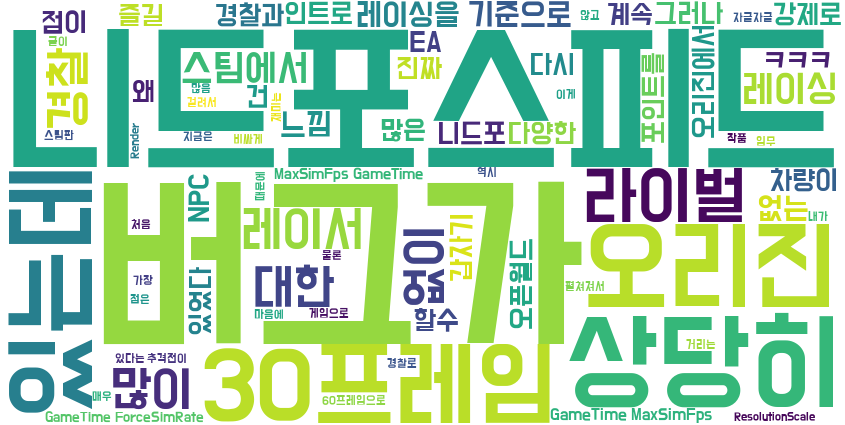 점이 즐길 경찰과 인트로 레이싱을 기준으로 않고 계속 그러나 자금자금 강제로
글이 경찰 왜 스팀에서 EA 진짜 다시 오리진에서 ㅋㅋㅋ 레이싱
니드포스피드
많음 걸려서 건 재밌는 느낌 많은 이게 포인트를
스팀판 Render 지금은 비싸게 니드포 다양한 작품 임무
MaxSimFps GameTime 역시
있는데 버그가 NPC 때문에 라이벌 차량이
처음 레이서 갑자기 없는 내가
가장 있었다 물론 대한 없이 오픈월드 펼쳐져서 오리진
점은 마음에 게임으로 할수
있다는 추격전이 30프레임 경찰로 상당히 거리는
매우 많이 60프레임으로
GameTime ForceSimRate GameTime MaxSimFps ResolutionScale